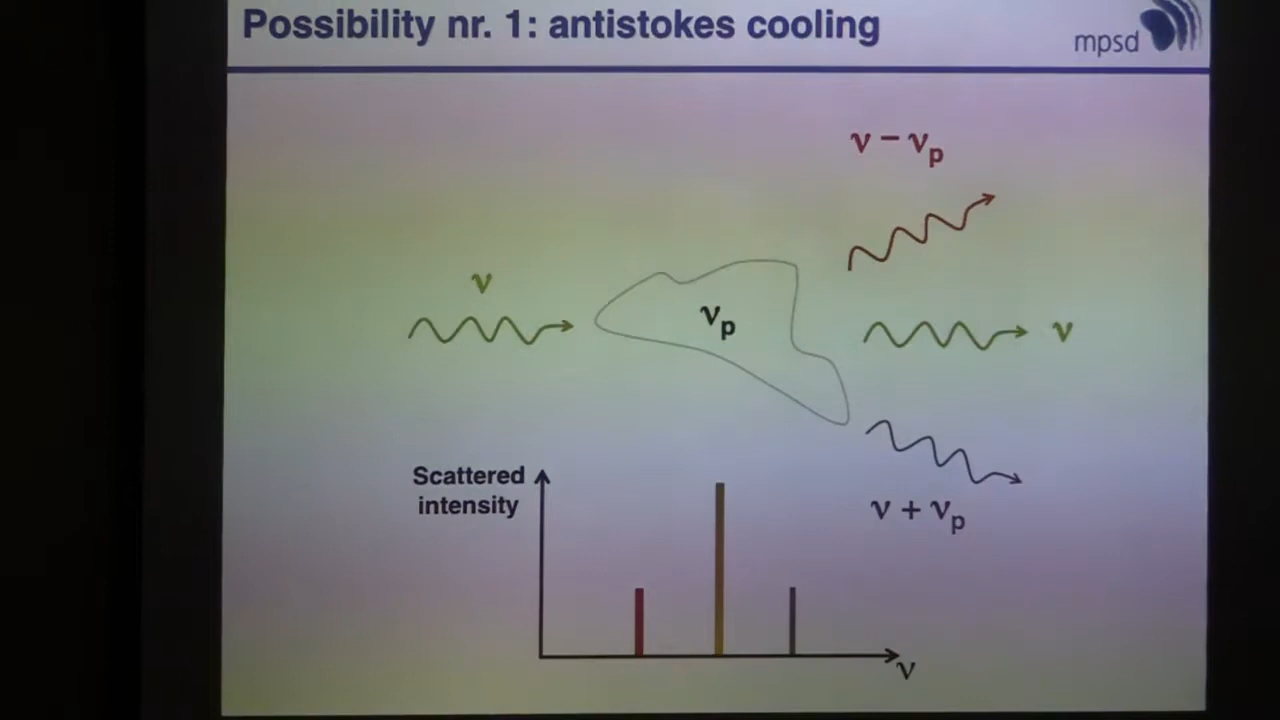 Possibility nr. 1: antistokes cooling
mpsd
ν − νp
ν
νp
ν
ν + νp
Scattered
intensity
ν